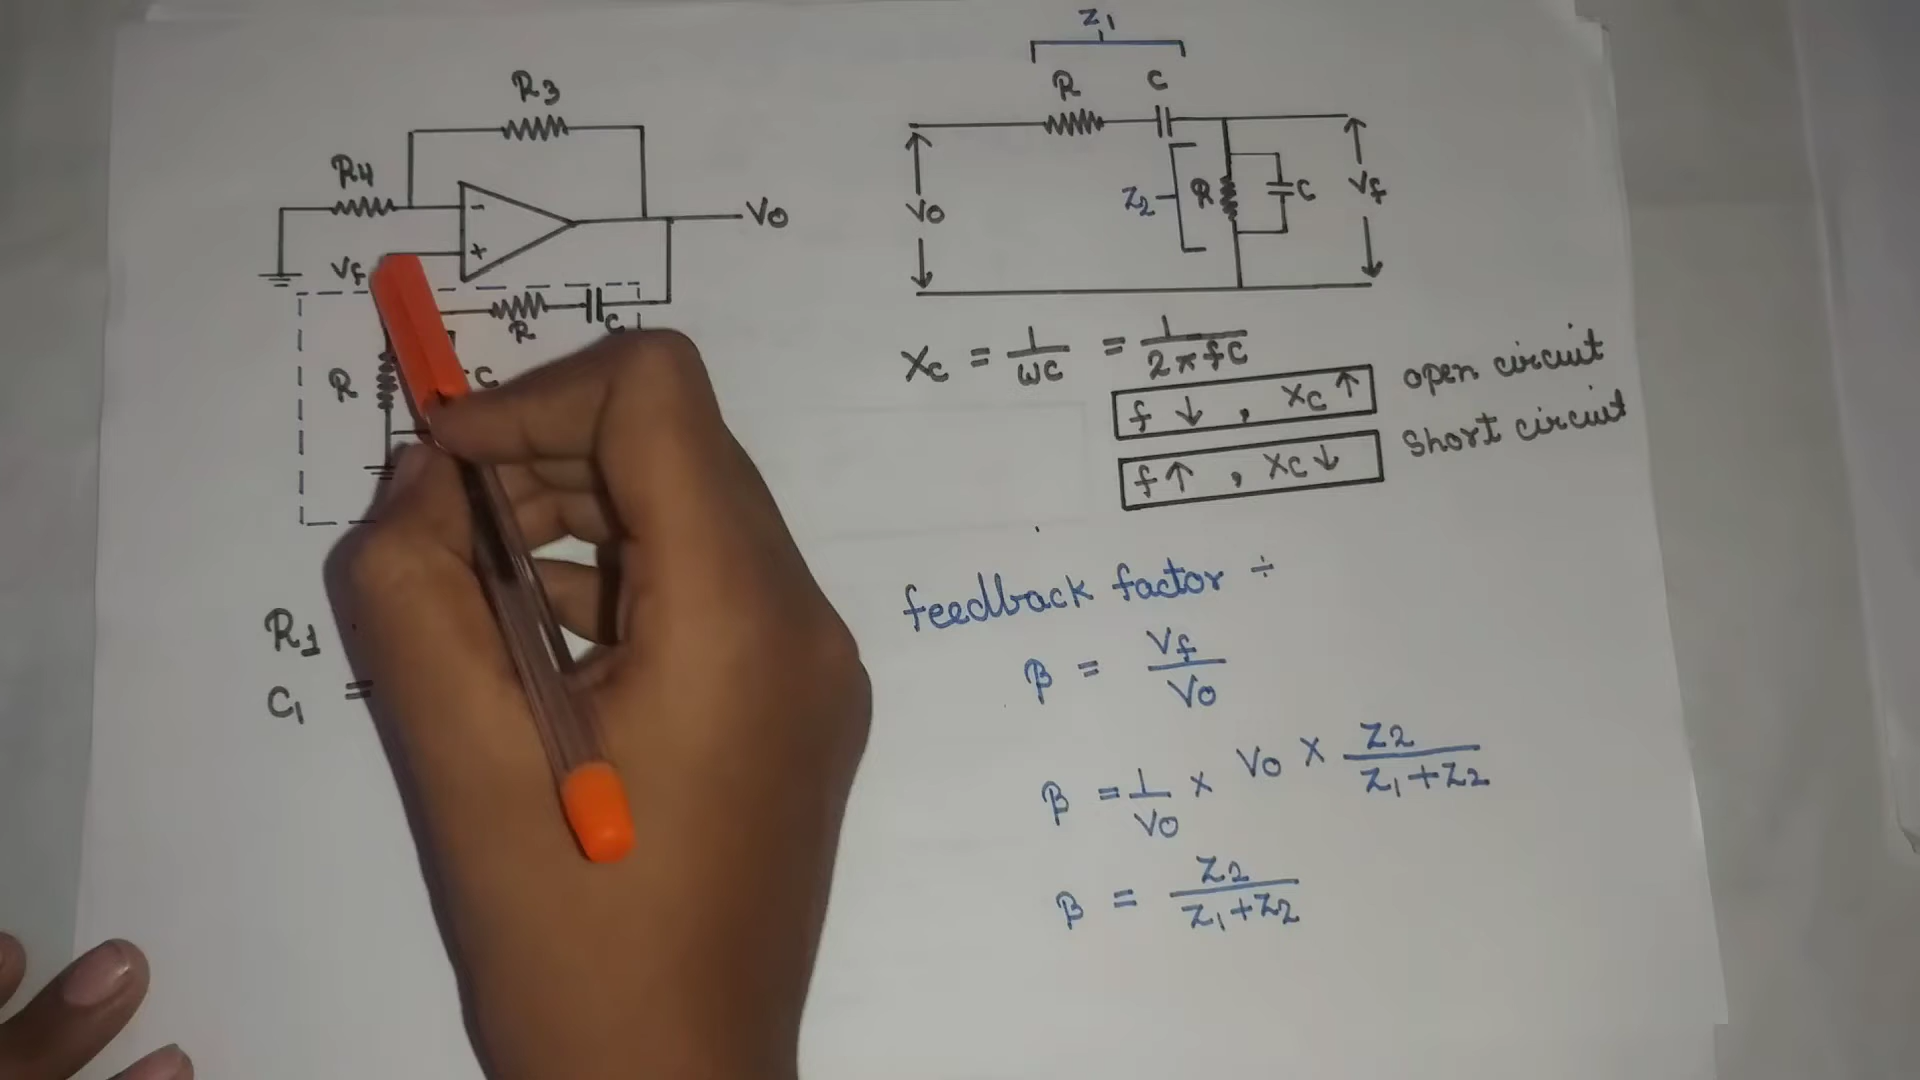 R3
R4
-
+
Vo
Vf
R
C
R
C
R1
C1 =
Z1
R C
Vo
Z2
R
C
Vf
Xc = 1/ωC = 1/2πfC
f ↓ , Xc ↑ open circuit
f ↑ , Xc ↓ short circuit
feedback factor ÷
β = Vf/Vo
β = 1/Vo × Vo × Z2/Z1+Z2
β = Z2/Z1+Z2